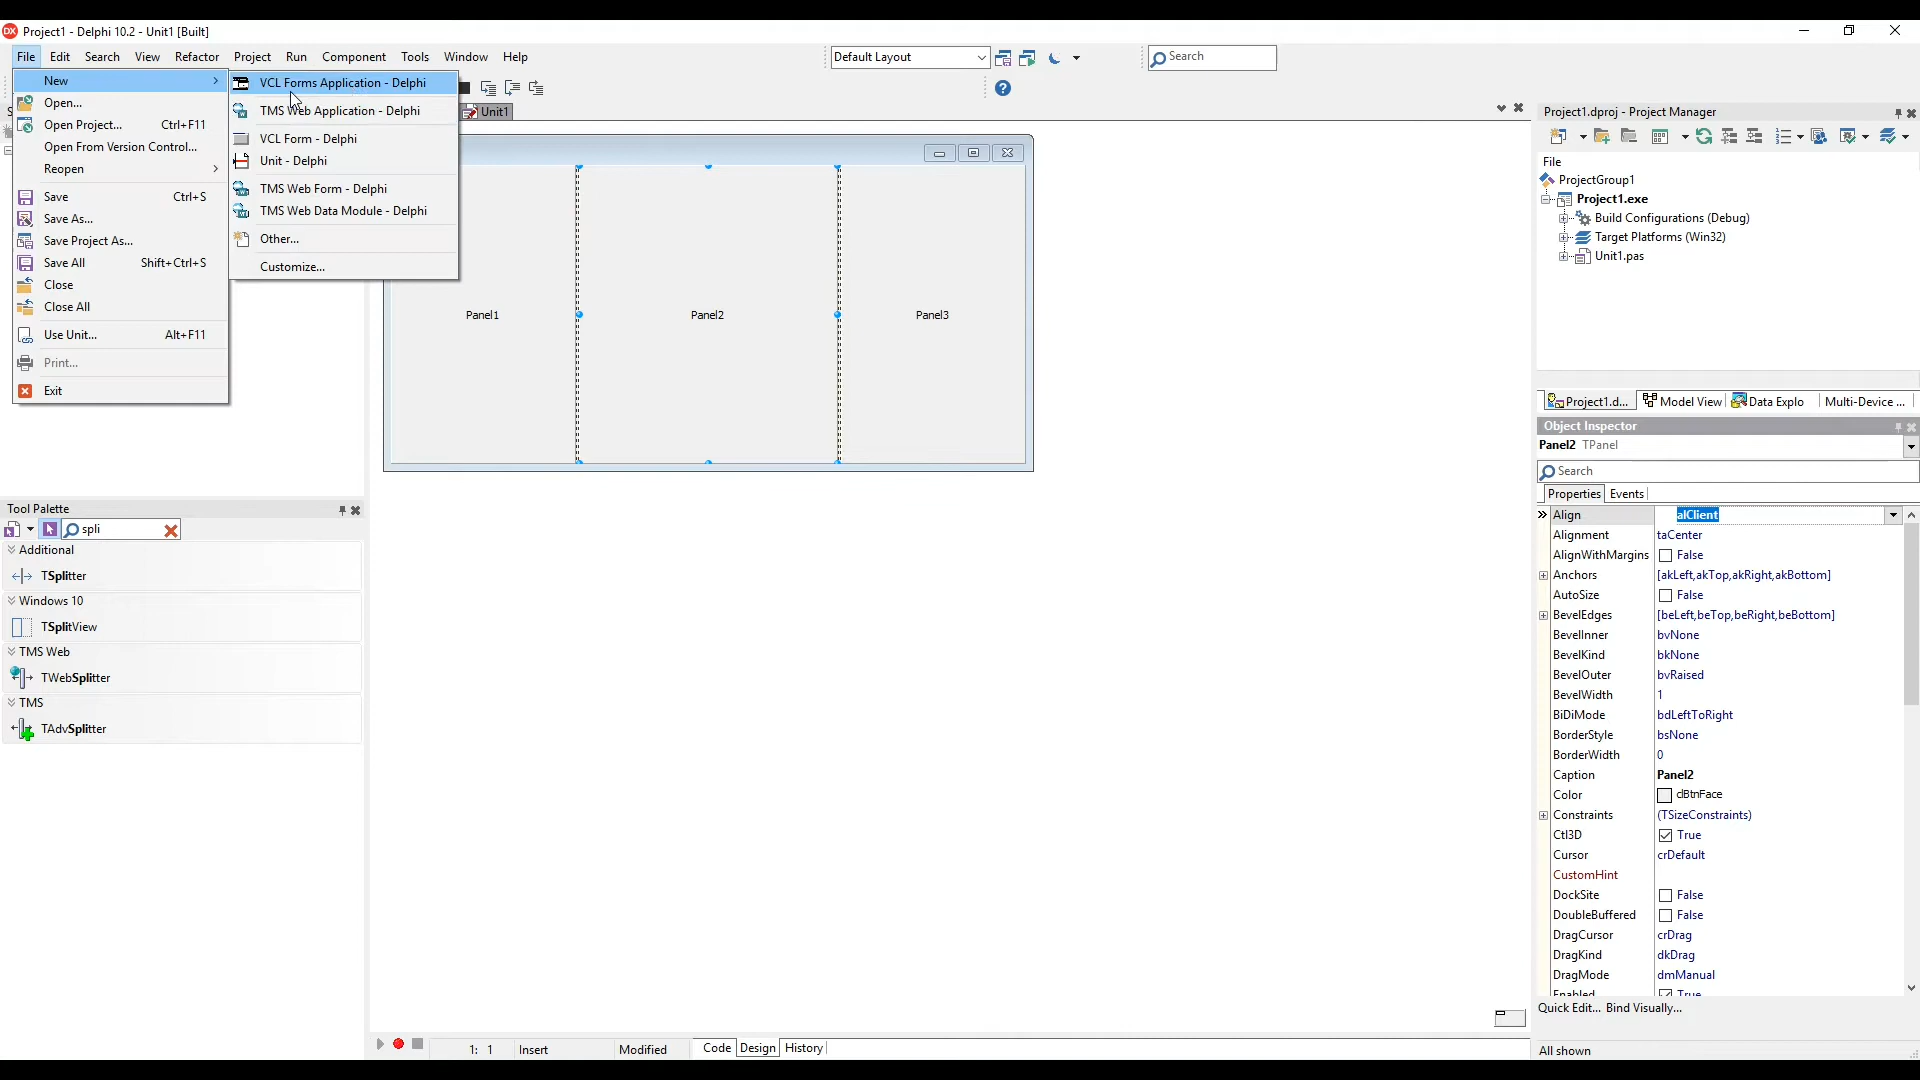 Project1 - Delphi 10.2 - Unit1 [Built]
File Edit Search View Refactor Project Run Component Tools Window Help
Default Layout
Search
New
Open...
Open Project... Ctrl+F11
Open From Version Control...
Reopen
Save Ctrl+S
Save As...
Save Project As...
Save All Shift+Ctrl+S
Close
Close All
Use Unit... Alt+F11
Print...
Exit
VCL Forms Application - Delphi
TMS Web Application - Delphi
VCL Form - Delphi
Unit - Delphi
TMS Web Form - Delphi
TMS Web Data Module - Delphi
Other...
Customize...
Unit1
Panel1
Panel2
Panel3
Tool Palette
spli
Additional
TSplitter
Windows 10
TSplitView
TMS Web
TWebSplitter
TMS
TAdvSplitter
1: 1 Insert Modified Code Design History
Project1.dproj - Project Manager
File
ProjectGroup1
Project1.exe
Build Configurations (Debug)
Target Platforms (Win32)
Unit1.pas
Project1.d... Model View Data Explo Multi-Device ...
Object Inspector
Panel2 TPanel
Search
Properties Events
Align alClient
Alignment taCenter
AlignWithMargins False
Anchors [akLeft,akTop,akRight,akBottom]
AutoSize False
BevelEdges [beLeft,beTop,beRight,beBottom]
BevelInner bvNone
BevelKind bkNone
BevelOuter bvRaised
BevelWidth 1
BiDiMode bdLeftToRight
BorderStyle bsNone
BorderWidth 0
Caption Panel2
Color clBtnFace
Constraints (TSizeConstraints)
Ctl3D True
Cursor crDefault
CustomHint
DockSite False
DoubleBuffered False
DragCursor crDrag
DragKind dkDrag
DragMode dmManual
Enabled True
Quick Edit... Bind Visually...
All shown